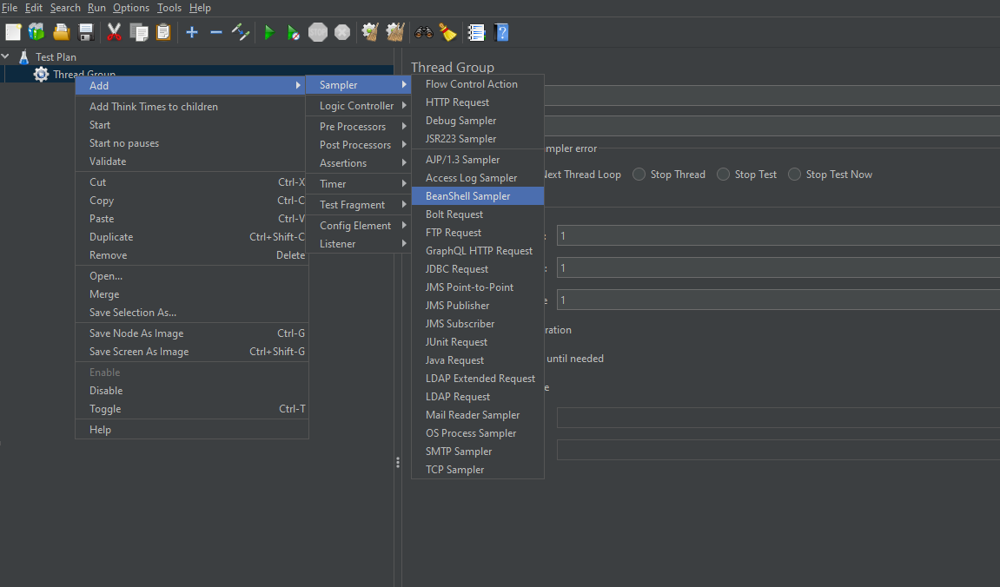 File Edit Search Run Options Tools Help
STOP
Test Plan
Thread Group
Add
Add Think Times to children
Start
Start no pauses
Validate
Cut Ctrl-X
Copy Ctrl-C
Paste Ctrl-V
Duplicate Ctrl+Shift-C
Remove Delete
Open...
Merge
Save Selection As...
Save Node As Image Ctrl-G
Save Screen As Image Ctrl+Shift-G
Enable
Disable
Toggle Ctrl-T
Help
Sampler
Logic Controller
Pre Processors
Post Processors
Assertions
Timer
Test Fragment
Config Element
Listener
Flow Control Action
HTTP Request
Debug Sampler
JSR223 Sampler
AJP/1.3 Sampler
Access Log Sampler
BeanShell Sampler
Bolt Request
FTP Request
GraphQL HTTP Request
JDBC Request
JMS Point-to-Point
JMS Publisher
JMS Subscriber
JUnit Request
Java Request
LDAP Extended Request
LDAP Request
Mail Reader Sampler
OS Process Sampler
SMTP Sampler
TCP Sampler
Thread Group
mpler error
Next Thread Loop Stop Thread Stop Test Stop Test Now
: 1
: 1
e 1
ration
until needed
e